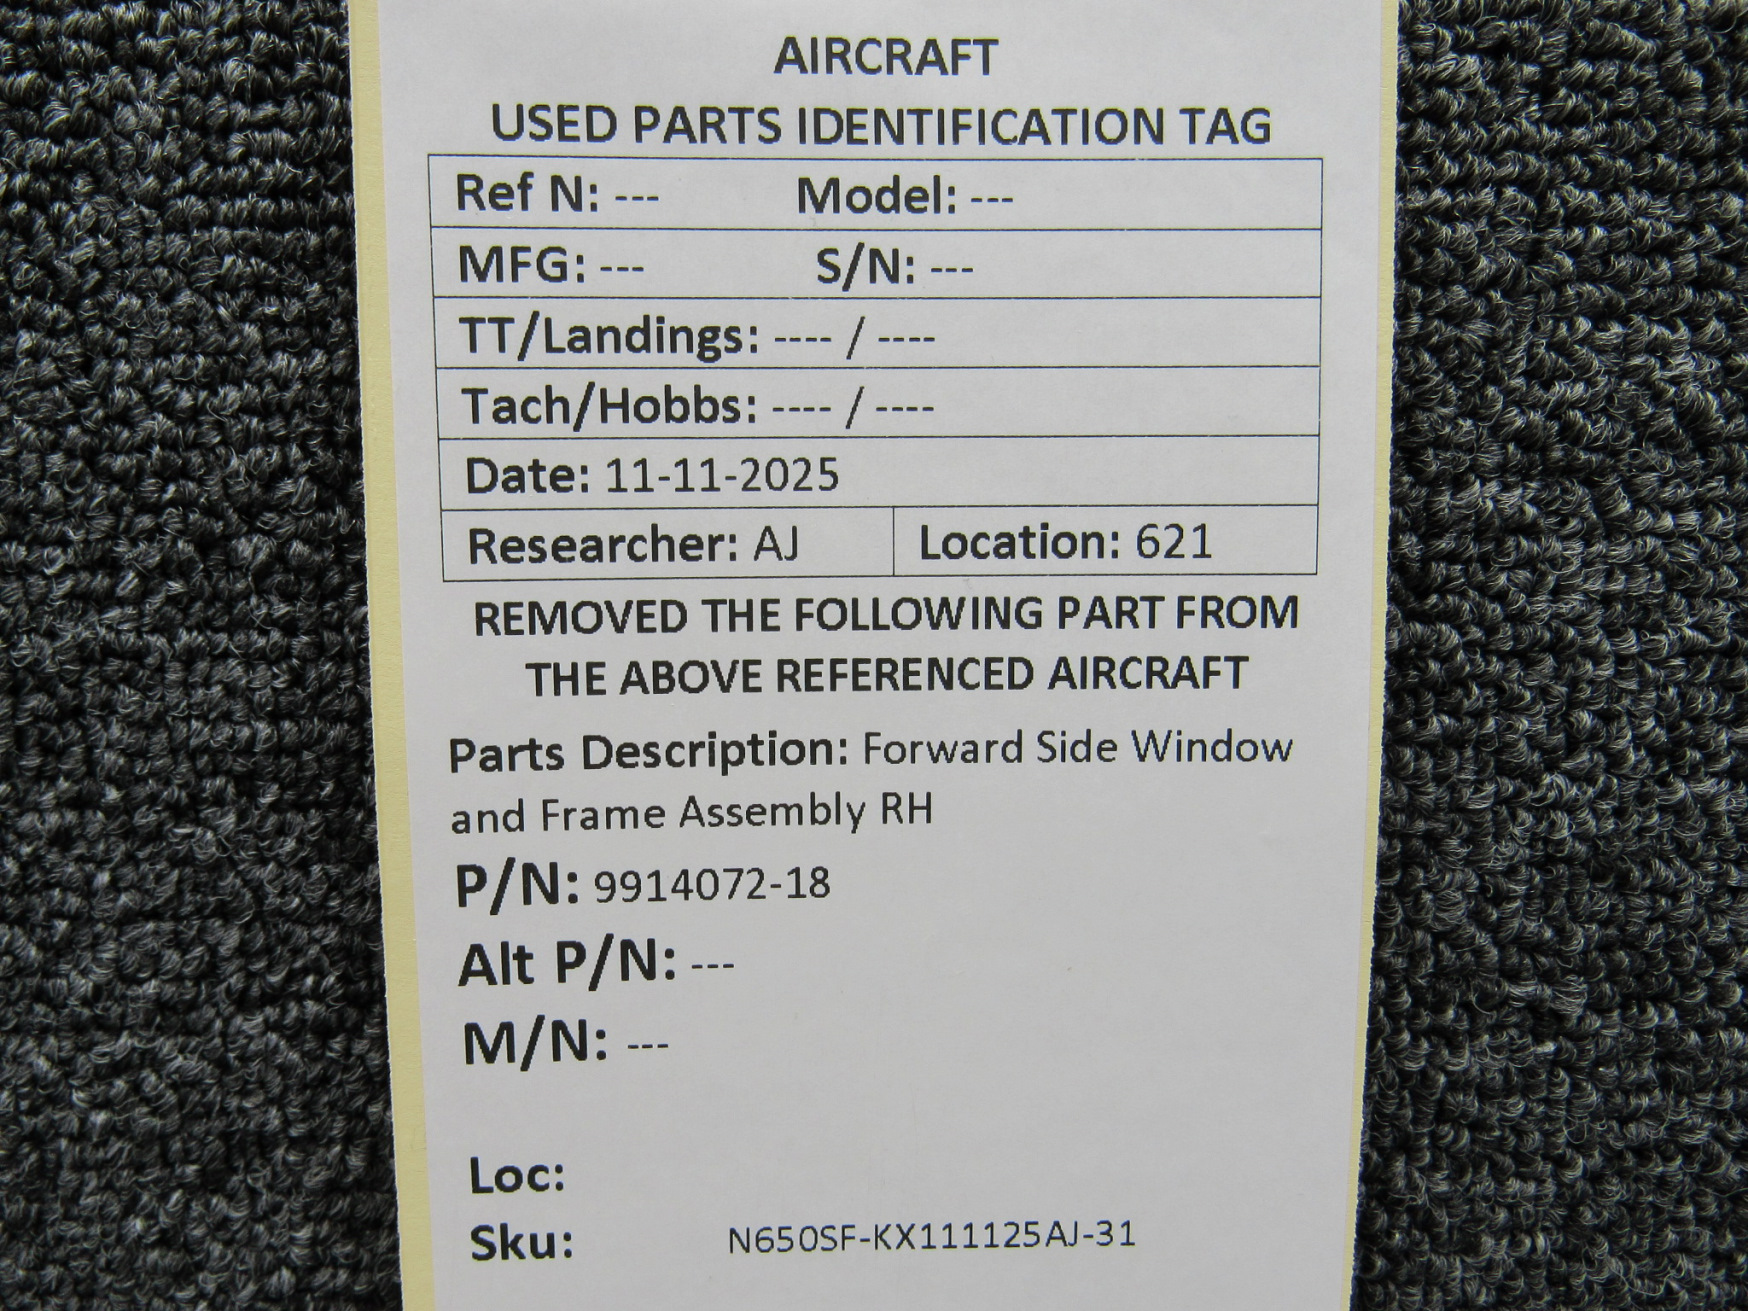 AIRCRAFT
USED PARTS IDENTIFICATION TAG
Ref N: --- Model: ---
MFG: --- S/N: ---
TT/Landings: ---- / ----
Tach/Hobbs: ---- / ----
Date: 11-11-2025
Researcher: AJ Location: 621
REMOVED THE FOLLOWING PART FROM
THE ABOVE REFERENCED AIRCRAFT
Parts Description: Forward Side Window
and Frame Assembly RH
P/N: 9914072-18
Alt P/N: ---
M/N: ---
Loc:
Sku: N650SF-KX111125AJ-31